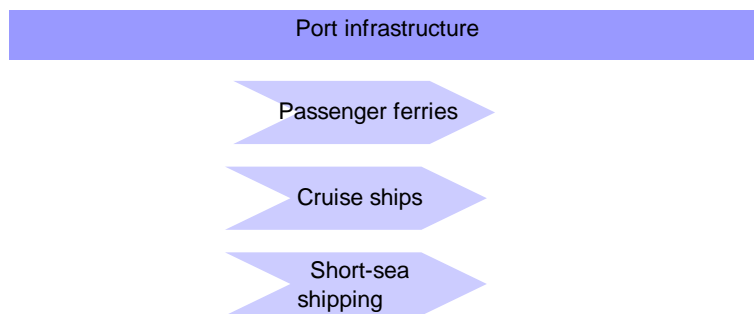 Port infrastructure
Passenger ferries
Cruise ships
Short-sea
shipping